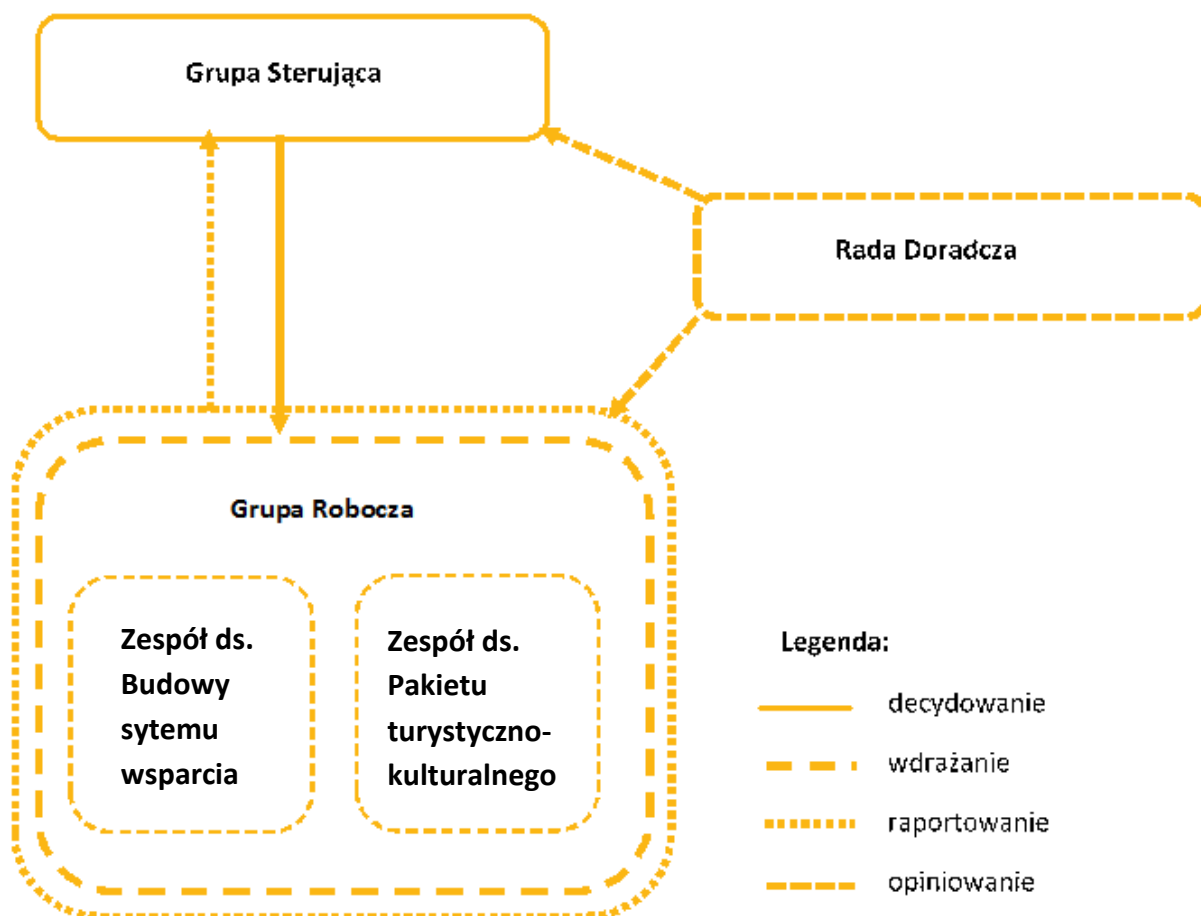 Grupa Sterująca
Rada Doradcza
Grupa Robocza
Zespół ds.
Budowy
sytemu
wsparcia
Zespół ds.
Pakietu
turystyczno-
kulturalnego
Legenda:
decydowanie
wdrażanie
raportowanie
opiniowanie